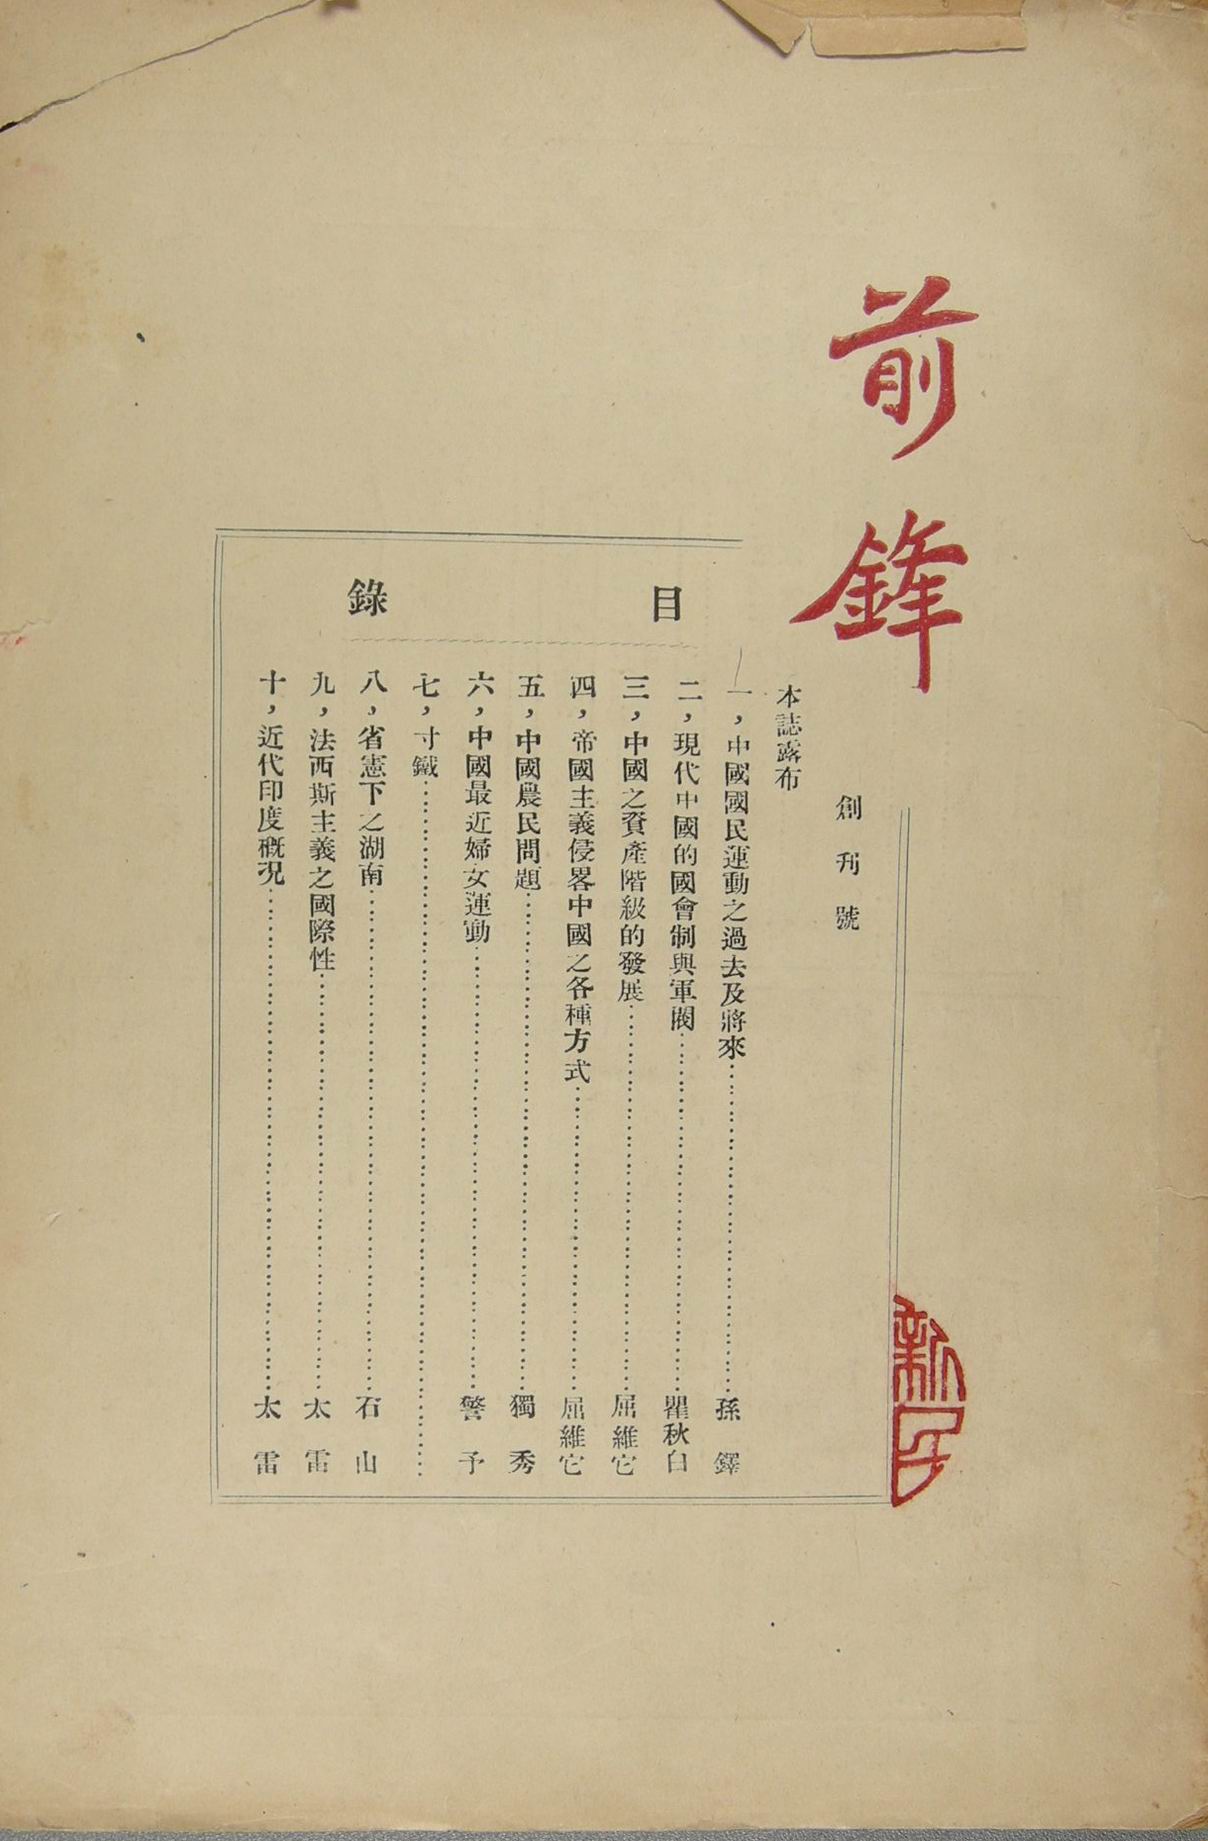 前鋒
創刊號
目錄
本誌露布
一，中國國民運動之過去及將來……孫鐸
二，現代中國的國會制與軍閥……瞿秋白
三，中國之資產階級的發展……屈維它
四，帝國主義侵畧中國之各種方式……屈維它
五，中國農民問題……獨秀
六，中國最近婦女運動……警予
七，寸鐵……
八，省憲下之湖南……石山
九，法西斯主義之國際性……太雷
十，近代印度概況……太雷
新民